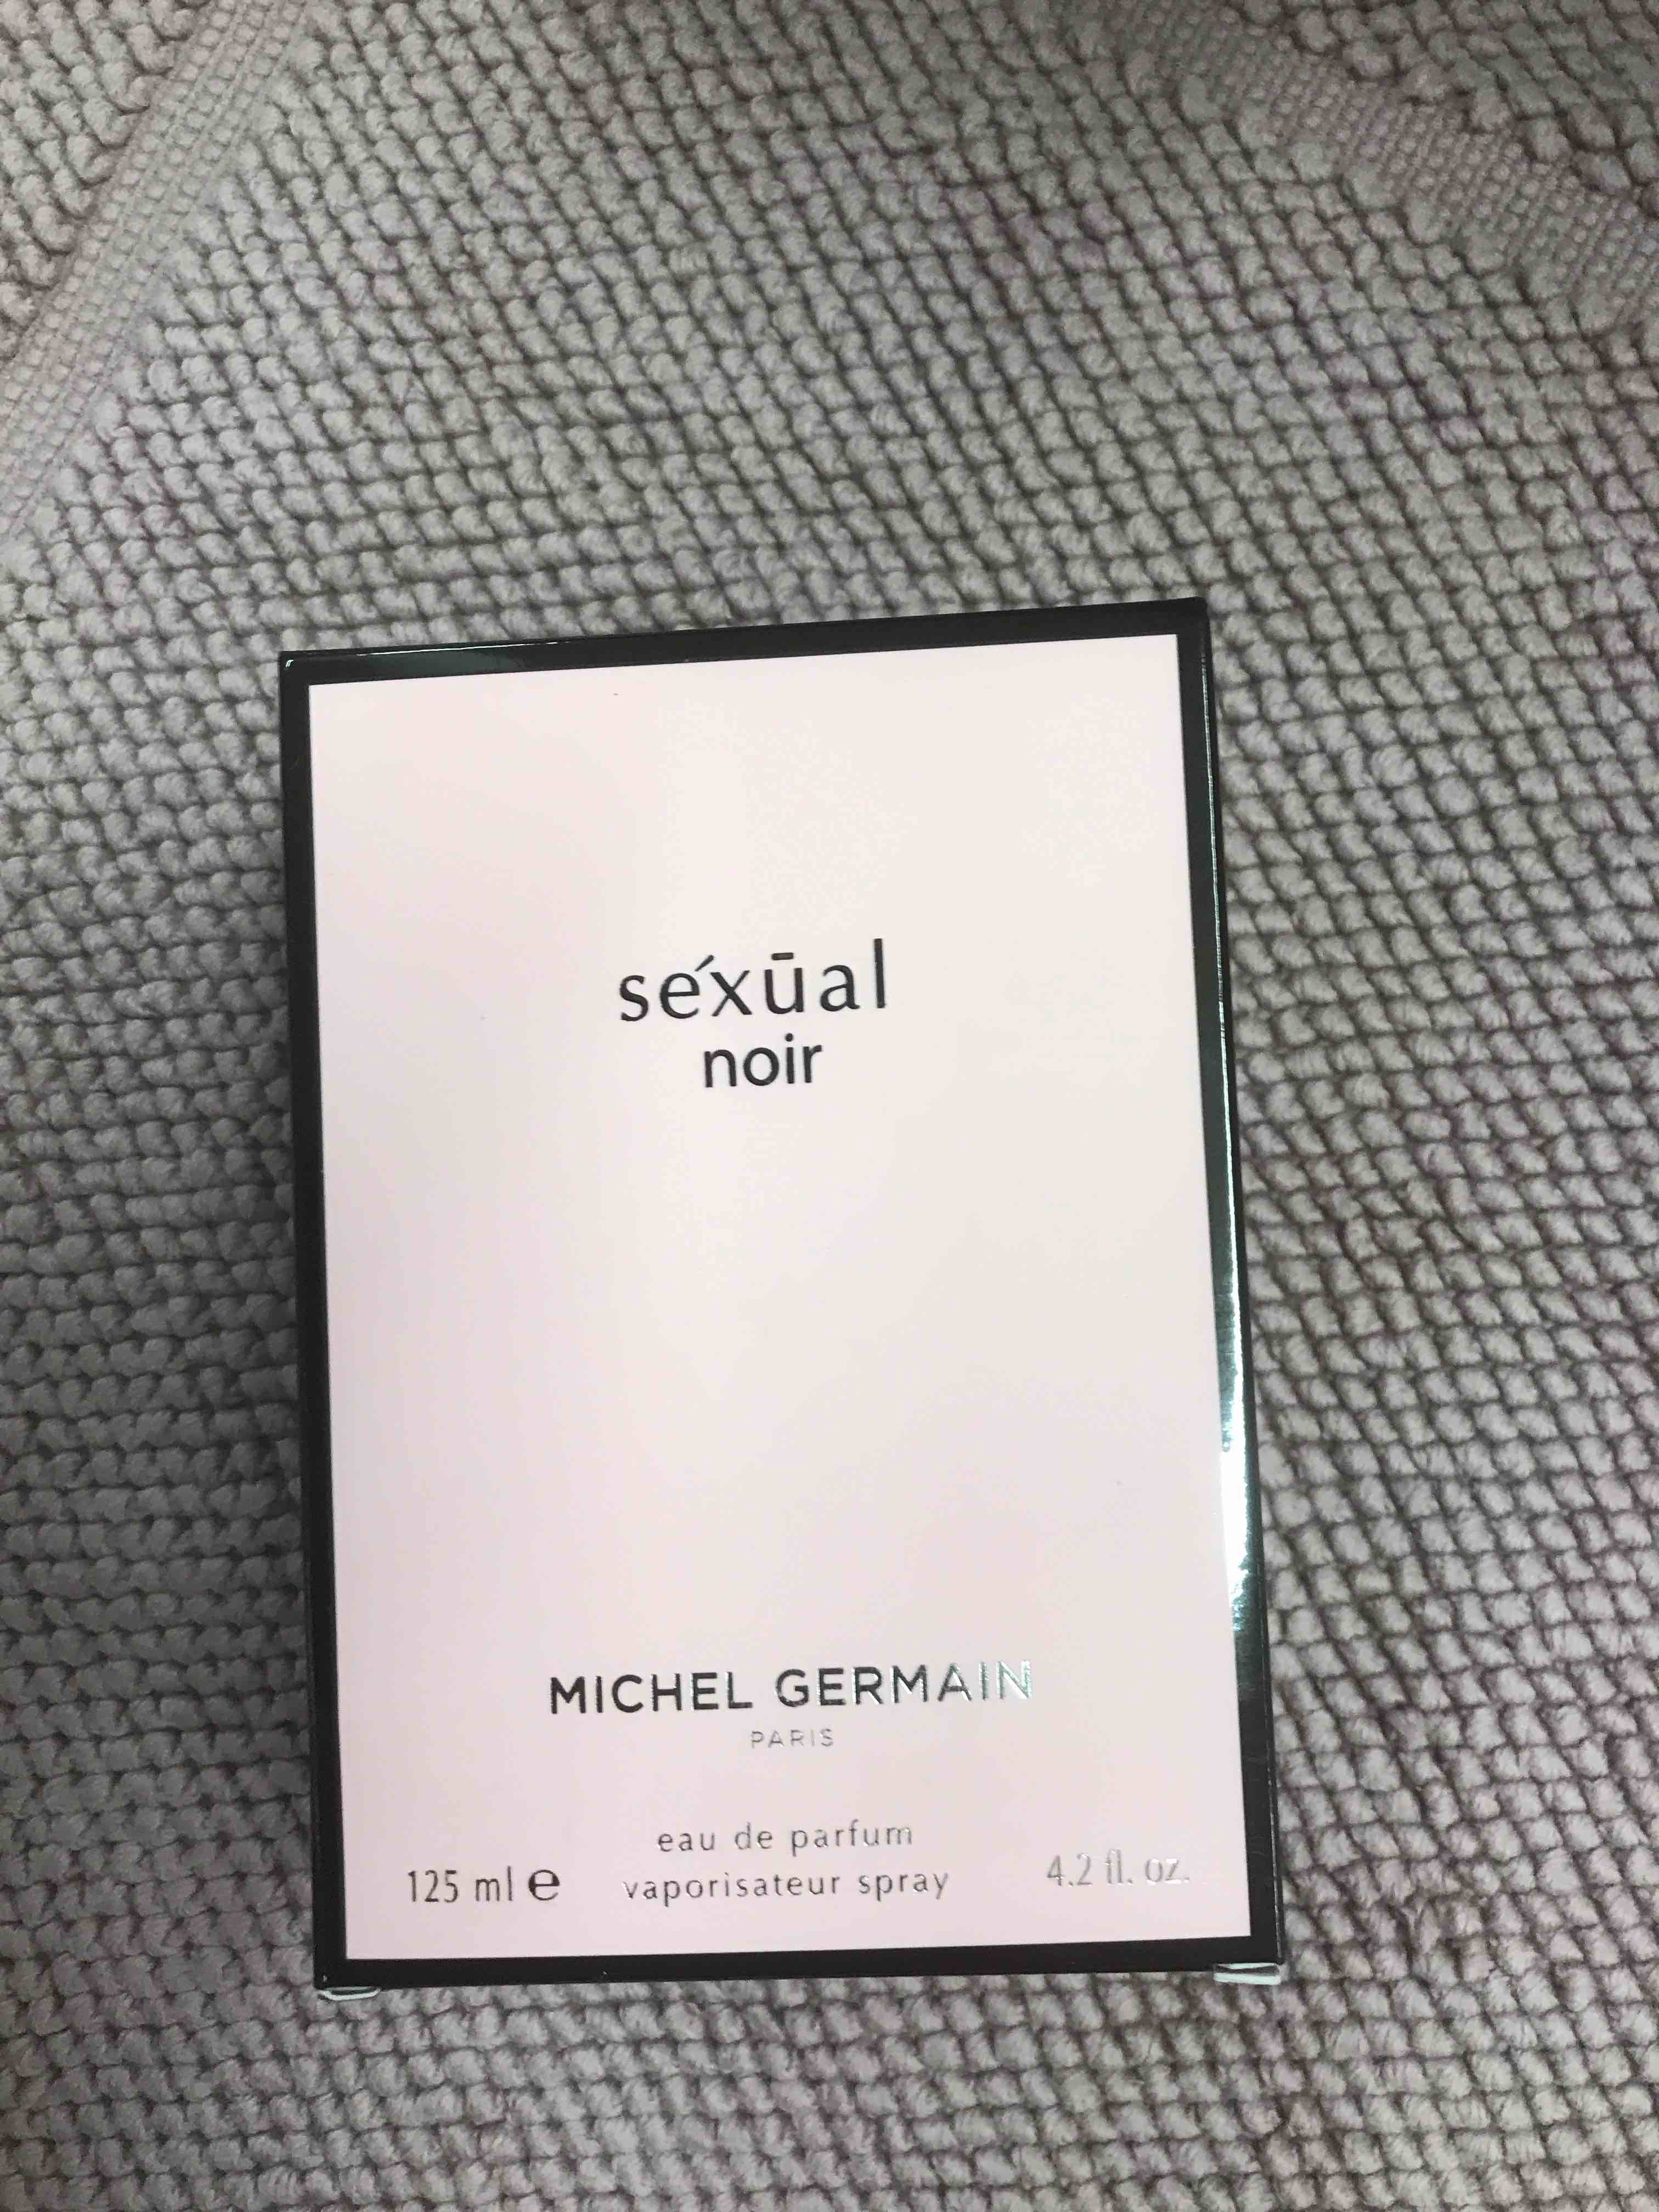 séxūal
noir
MICHEL GERMAIN
PARIS
eau de parfum
125 ml ℮ vaporisateur spray 4.2 fl. oz.